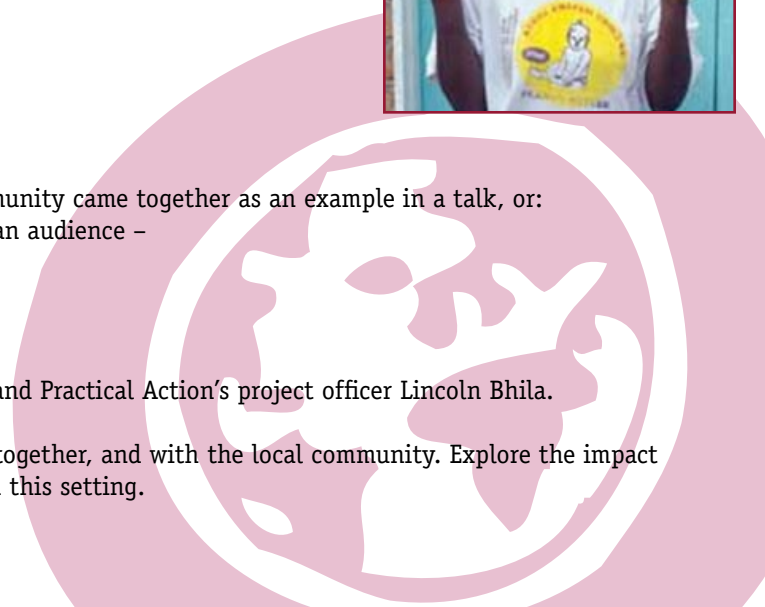 munity came together as an example in a talk, or:
an audience –
and Practical Action’s project officer Lincoln Bhila.
together, and with the local community. Explore the impact
this setting.